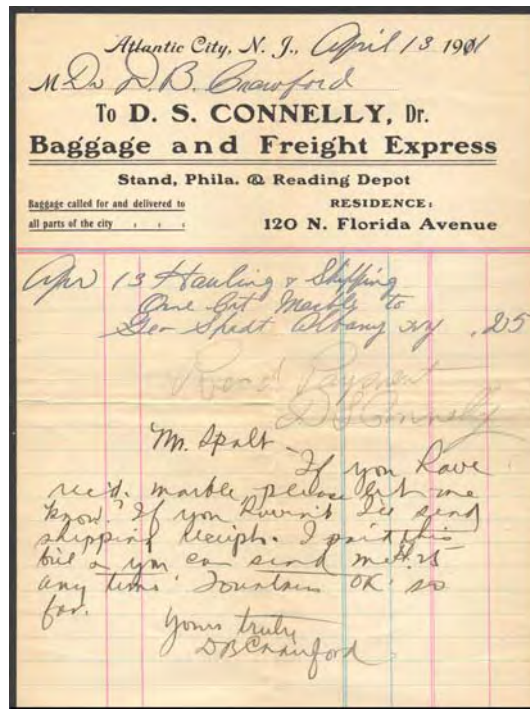 Atlantic City, N. J., April 13 1901
M Dr D. B. Crawford
To D. S. CONNELLY, Dr.
Baggage and Freight Express
Stand, Phila. & Reading Depot
Baggage called for and delivered to
all parts of the city , , ,
RESIDENCE:
120 N. Florida Avenue
Apr 13 Hauling & Shipping
One Crt Marble to
Geo Spalt Albany NY .25
Recd Payment
D S Connelly
Mr. Spalt -
If you have
rec'd. marble please let me
know. If you haven't I'll send
shipping receipt. I paid this
bill & you can send me .25
any time. Fountain OK so
far.
Yours truly
D B Crawford